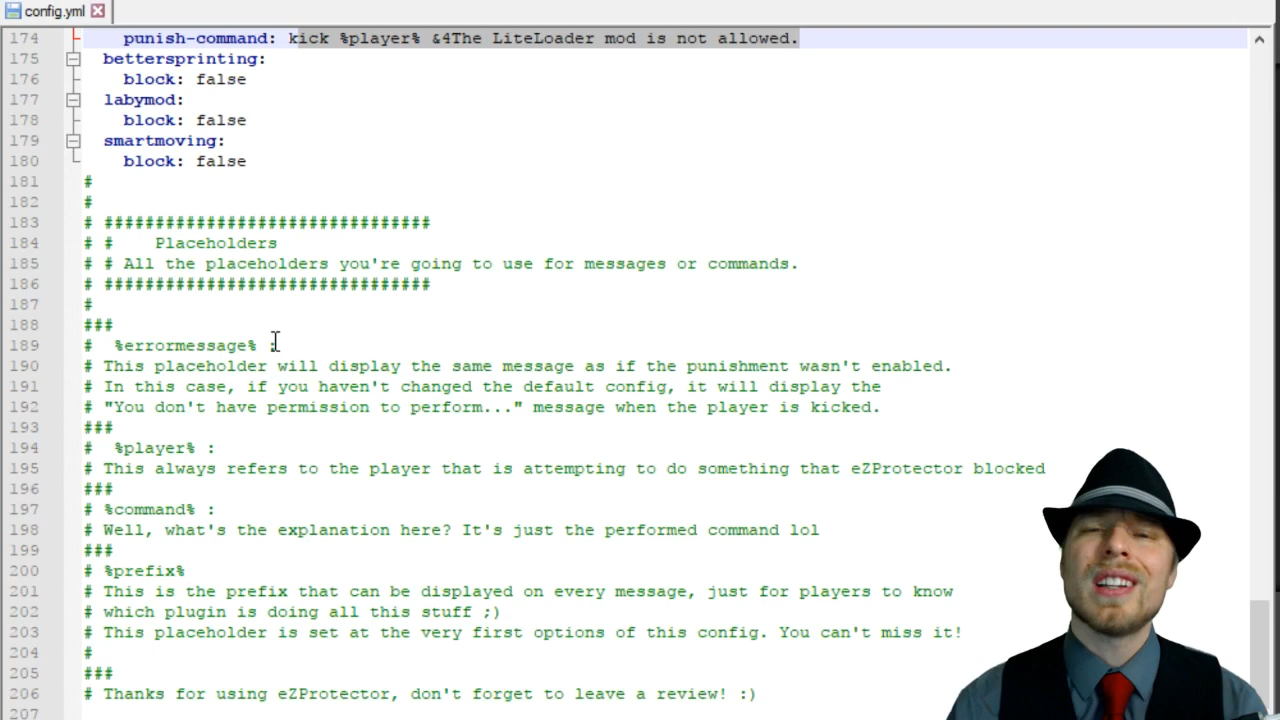 config.yml
174 punish-command: kick %player% &4The LiteLoader mod is not allowed.
175 bettersprinting:
176 block: false
177 labymod:
178 block: false
179 smartmoving:
180 block: false
181 #
182 #
183 # ################################
184 # # Placeholders
185 # # All the placeholders you're going to use for messages or commands.
186 # ################################
187 #
188 ###
189 # %errormessage% :
190 # This placeholder will display the same message as if the punishment wasn't enabled.
191 # In this case, if you haven't changed the default config, it will display the
192 # "You don't have permission to perform..." message when the player is kicked.
193 ###
194 # %player% :
195 # This always refers to the player that is attempting to do something that eZProtector blocked
196 ###
197 # %command% :
198 # Well, what's the explanation here? It's just the performed command lol
199 ###
200 # %prefix%
201 # This is the prefix that can be displayed on every message, just for players to know
202 # which plugin is doing all this stuff ;)
203 # This placeholder is set at the very first options of this config. You can't miss it!
204 #
205 ###
206 # Thanks for using eZProtector, don't forget to leave a review! :)
207